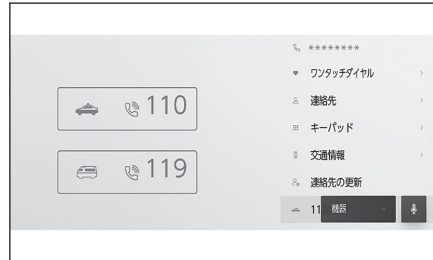 110
119
********
ワンタッチダイヤル
連絡先
キーパッド
交通情報
連絡先の更新
11
機器